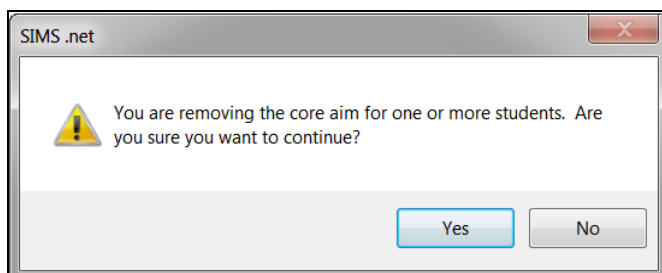 SIMS .net
You are removing the core aim for one or more students.  Are
you sure you want to continue?
Yes
No